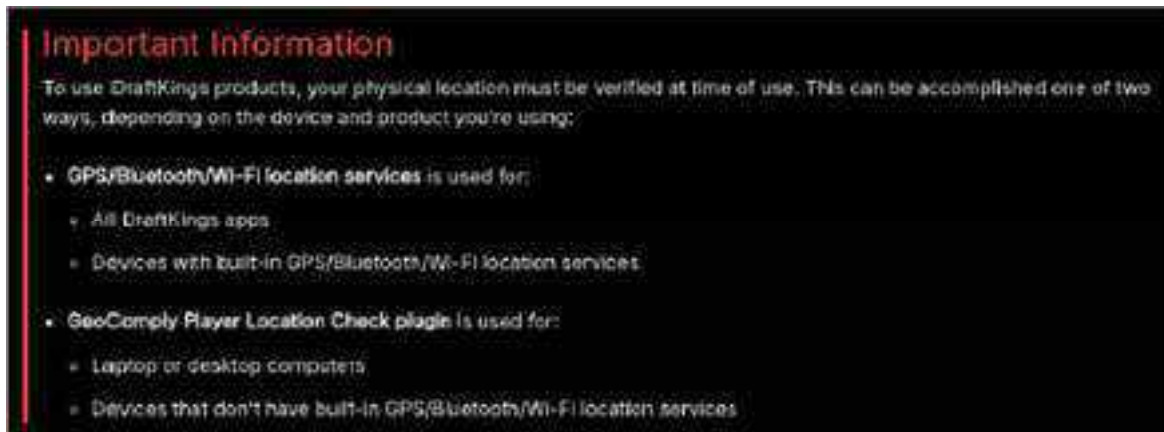 Important Information
To use DraftKings products, your physical location must be verified at time of use. This can be accomplished one of two
ways, depending on the device and product you're using:
• GPS/Bluetooth/Wi-Fi location services is used for:
◦ All DraftKings apps
◦ Devices with built-in GPS/Bluetooth/Wi-Fi location services
• GeoComply Player Location Check plugin is used for:
◦ Laptop or desktop computers
◦ Devices that don't have built-in GPS/Bluetooth/Wi-Fi location services